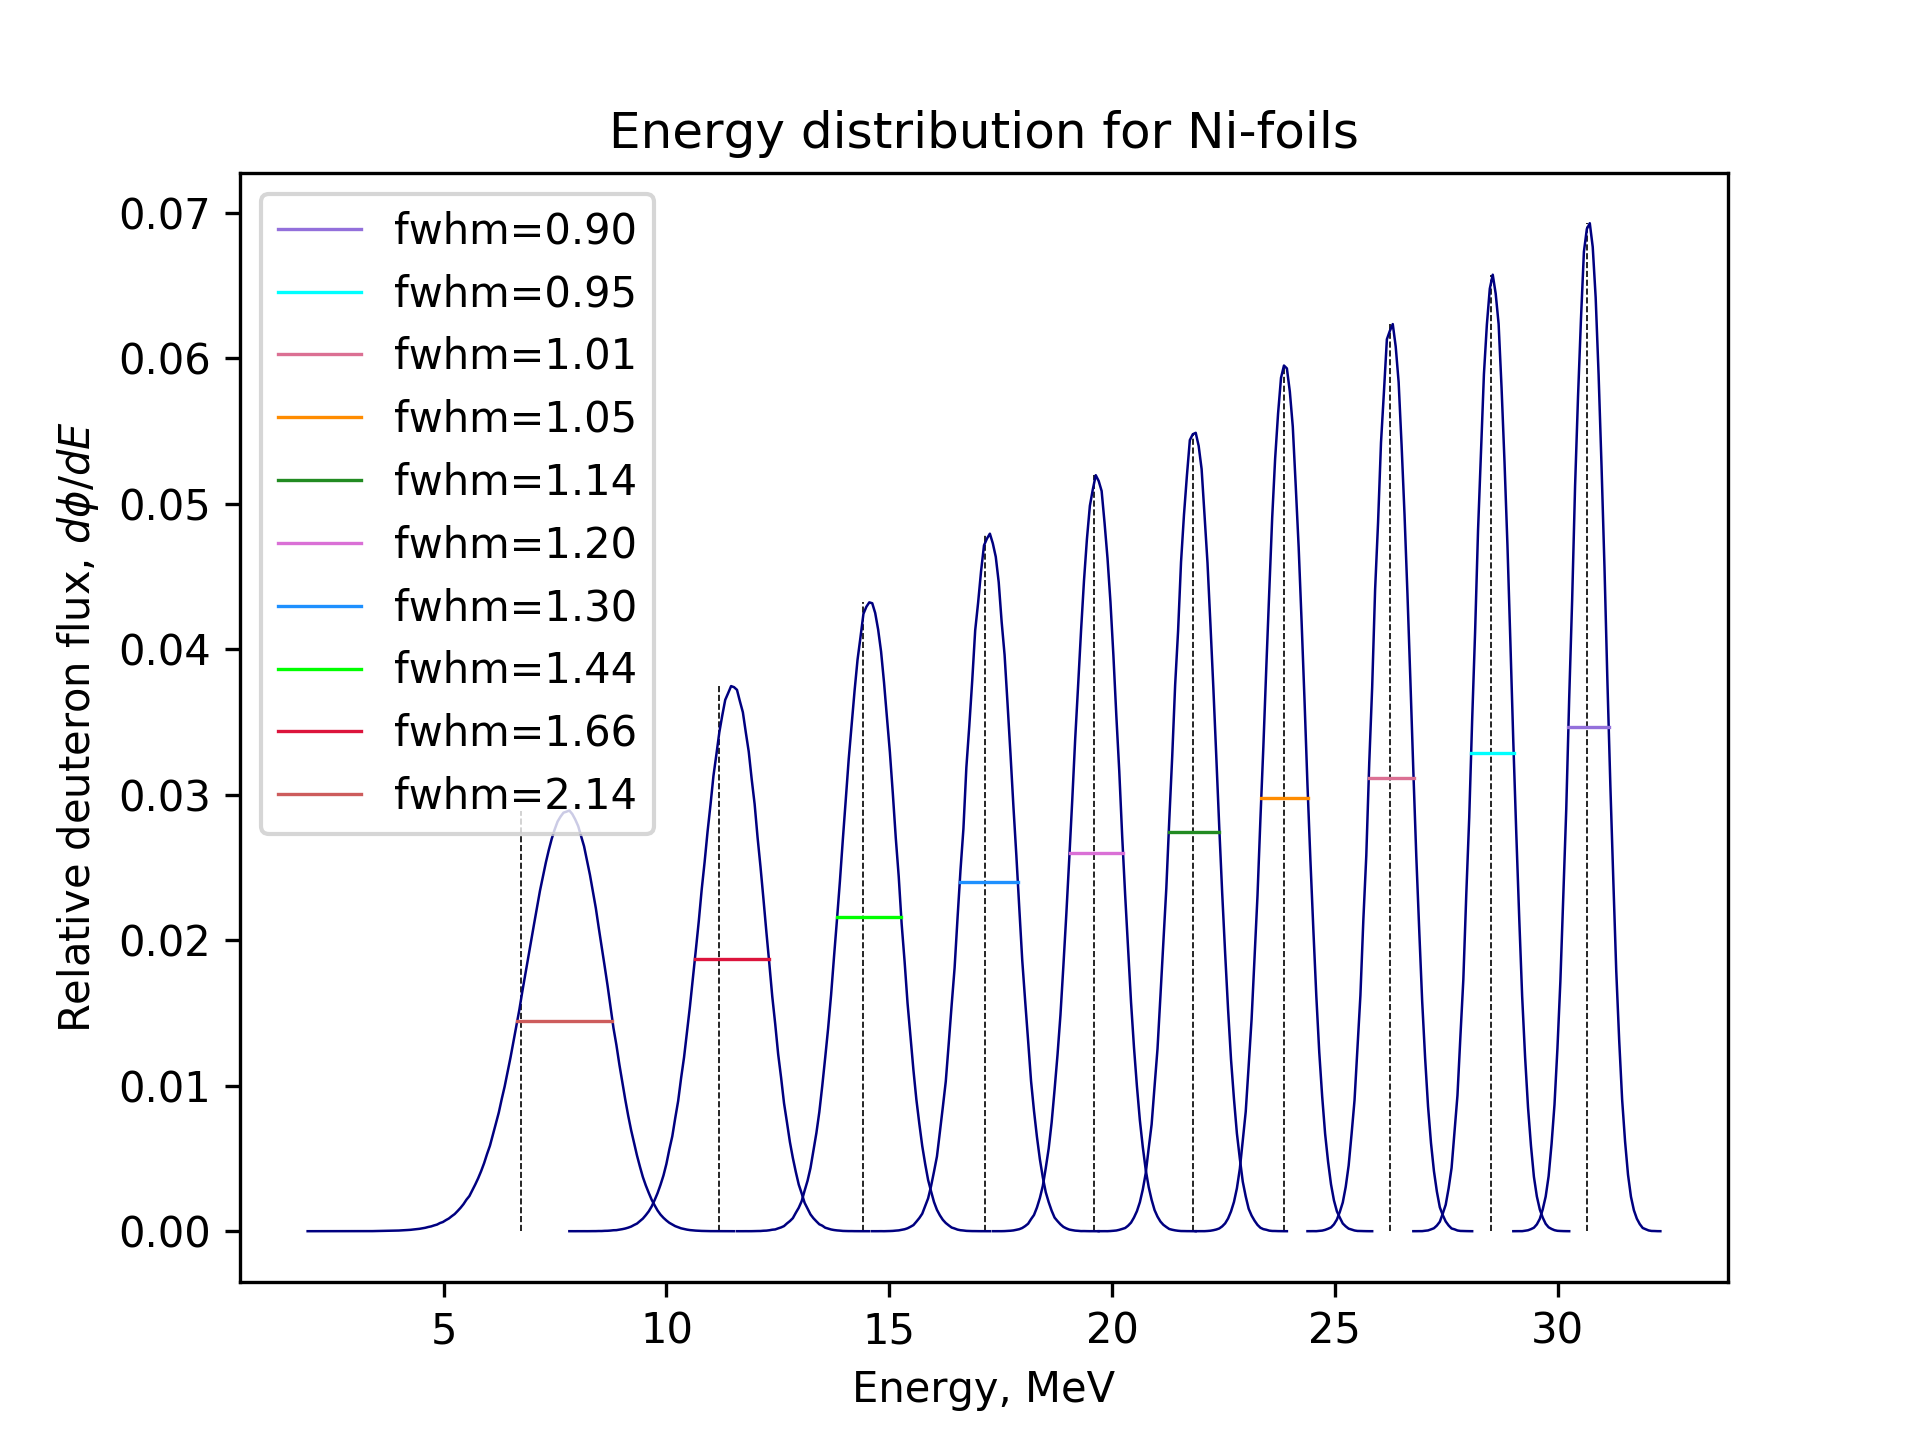 Energy distribution for Ni-foils
fwhm=0.90
fwhm=0.95
fwhm=1.01
fwhm=1.05
fwhm=1.14
fwhm=1.20
fwhm=1.30
fwhm=1.44
fwhm=1.66
fwhm=2.14
Relative deuteron flux, dϕ/dE
0.07
0.06
0.05
0.04
0.03
0.02
0.01
0.00
5 10 15 20 25 30
Energy, MeV